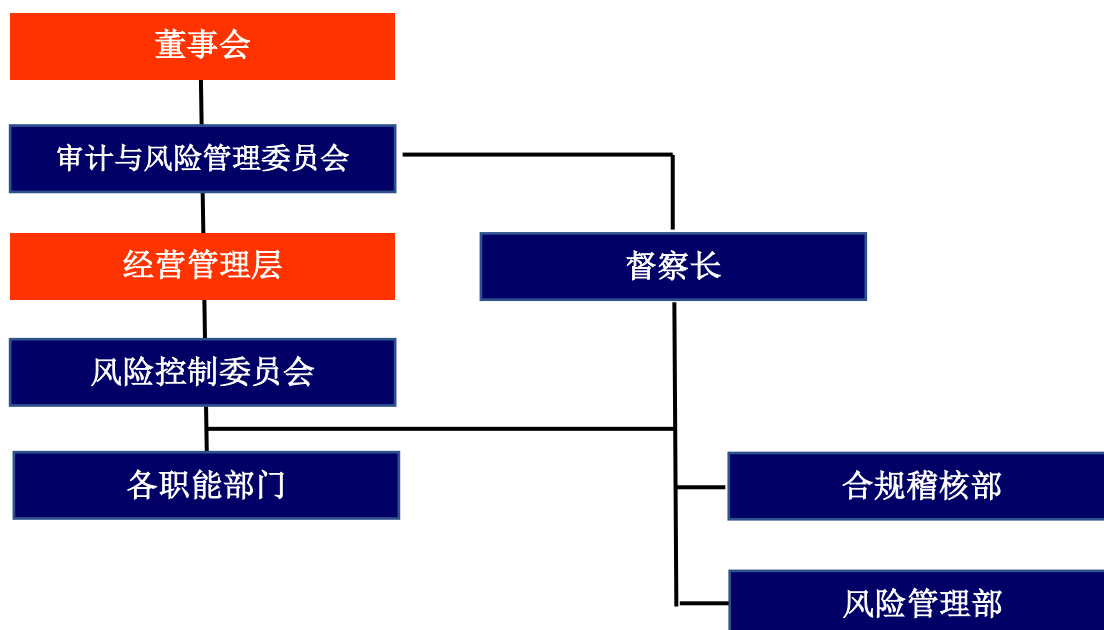 董事会
审计与风险管理委员会
经营管理层
督察长
风险控制委员会
各职能部门
合规稽核部
风险管理部